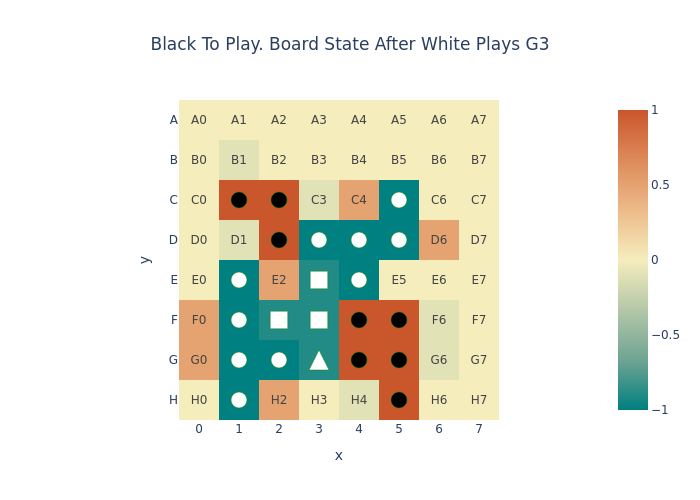 Black To Play. Board State After White Plays G3
A A0 A1 A2 A3 A4 A5 A6 A7 1
B B0 B1 B2 B3 B4 B5 B6 B7
C C0 C3 C4 C6 C7 0.5
D D0 D1 D6 D7
y
0
E E0 E2 E5 E6 E7
F F0 F6 F7 −0.5
G G0 G6 G7
H H0 H2 H3 H4 H6 H7 −1
0 1 2 3 4 5 6 7
x